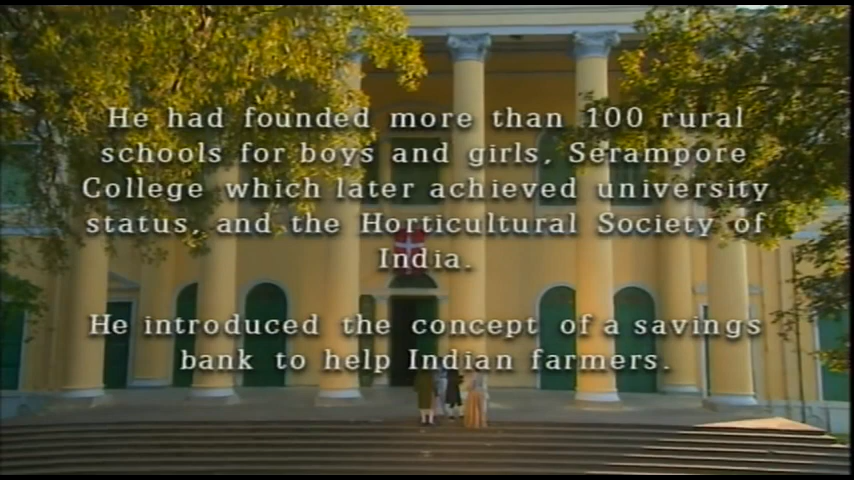 He had founded more than 100 rural
schools for boys and girls, Serampore
College which later achieved university
status, and the Horticultural Society of
India.
He introduced the concept of a savings
bank to help Indian farmers.